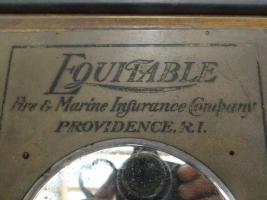 EQUITABLE
Fire & Marine Insurance Company
PROVIDENCE, R.I.